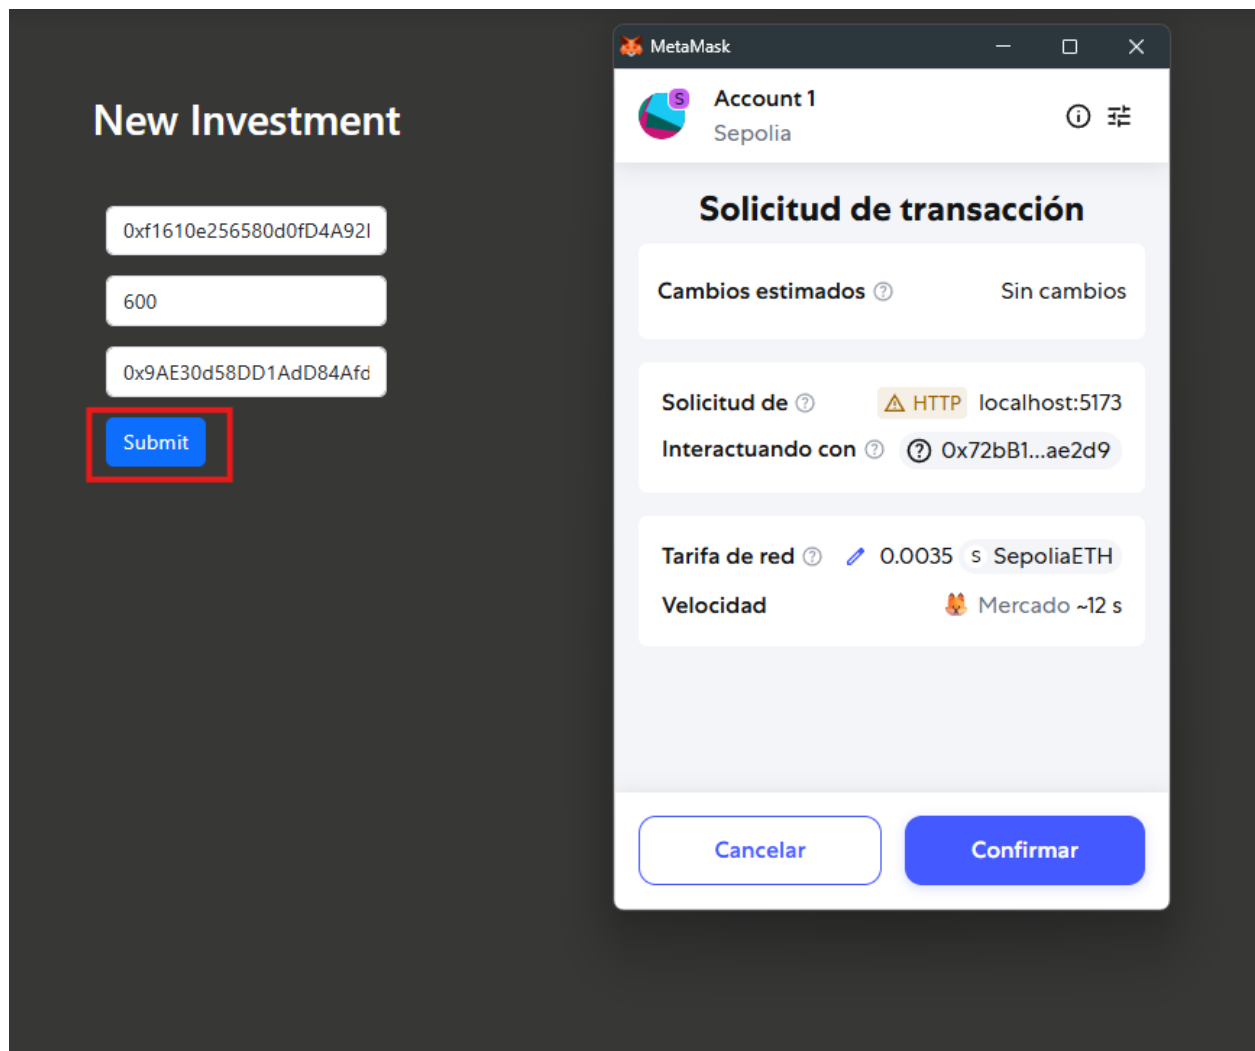 New Investment
0xf1610e256580d0fD4A92
600
0x9AE30d58DD1AdD84Afd
Submit
MetaMask
S
Account 1
Sepolia
Solicitud de transacción
Cambios estimados ? Sin cambios
Solicitud de ? HTTP localhost:5173
Interactuando con ? ? 0x72bB1...ae2d9
Tarifa de red ? 0.0035 S SepoliaETH
Velocidad Mercado ~12 s
Cancelar Confirmar